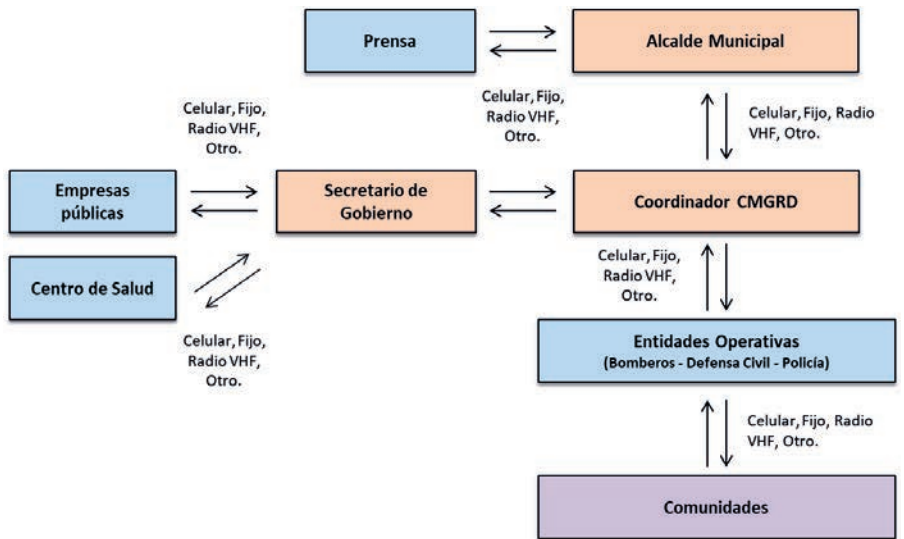 Prensa
Alcalde Municipal
Celular, Fijo,
Radio VHF,
Otro.
Celular, Fijo,
Radio VHF,
Otro.
Celular, Fijo, Radio
VHF, Otro.
Empresas
públicas
Secretario de
Gobierno
Coordinador CMGRD
Centro de Salud
Celular, Fijo,
Radio VHF,
Otro.
Celular, Fijo,
Radio VHF,
Otro.
Entidades Operativas
(Bomberos - Defensa Civil - Policía)
Celular, Fijo, Radio
VHF, Otro.
Comunidades